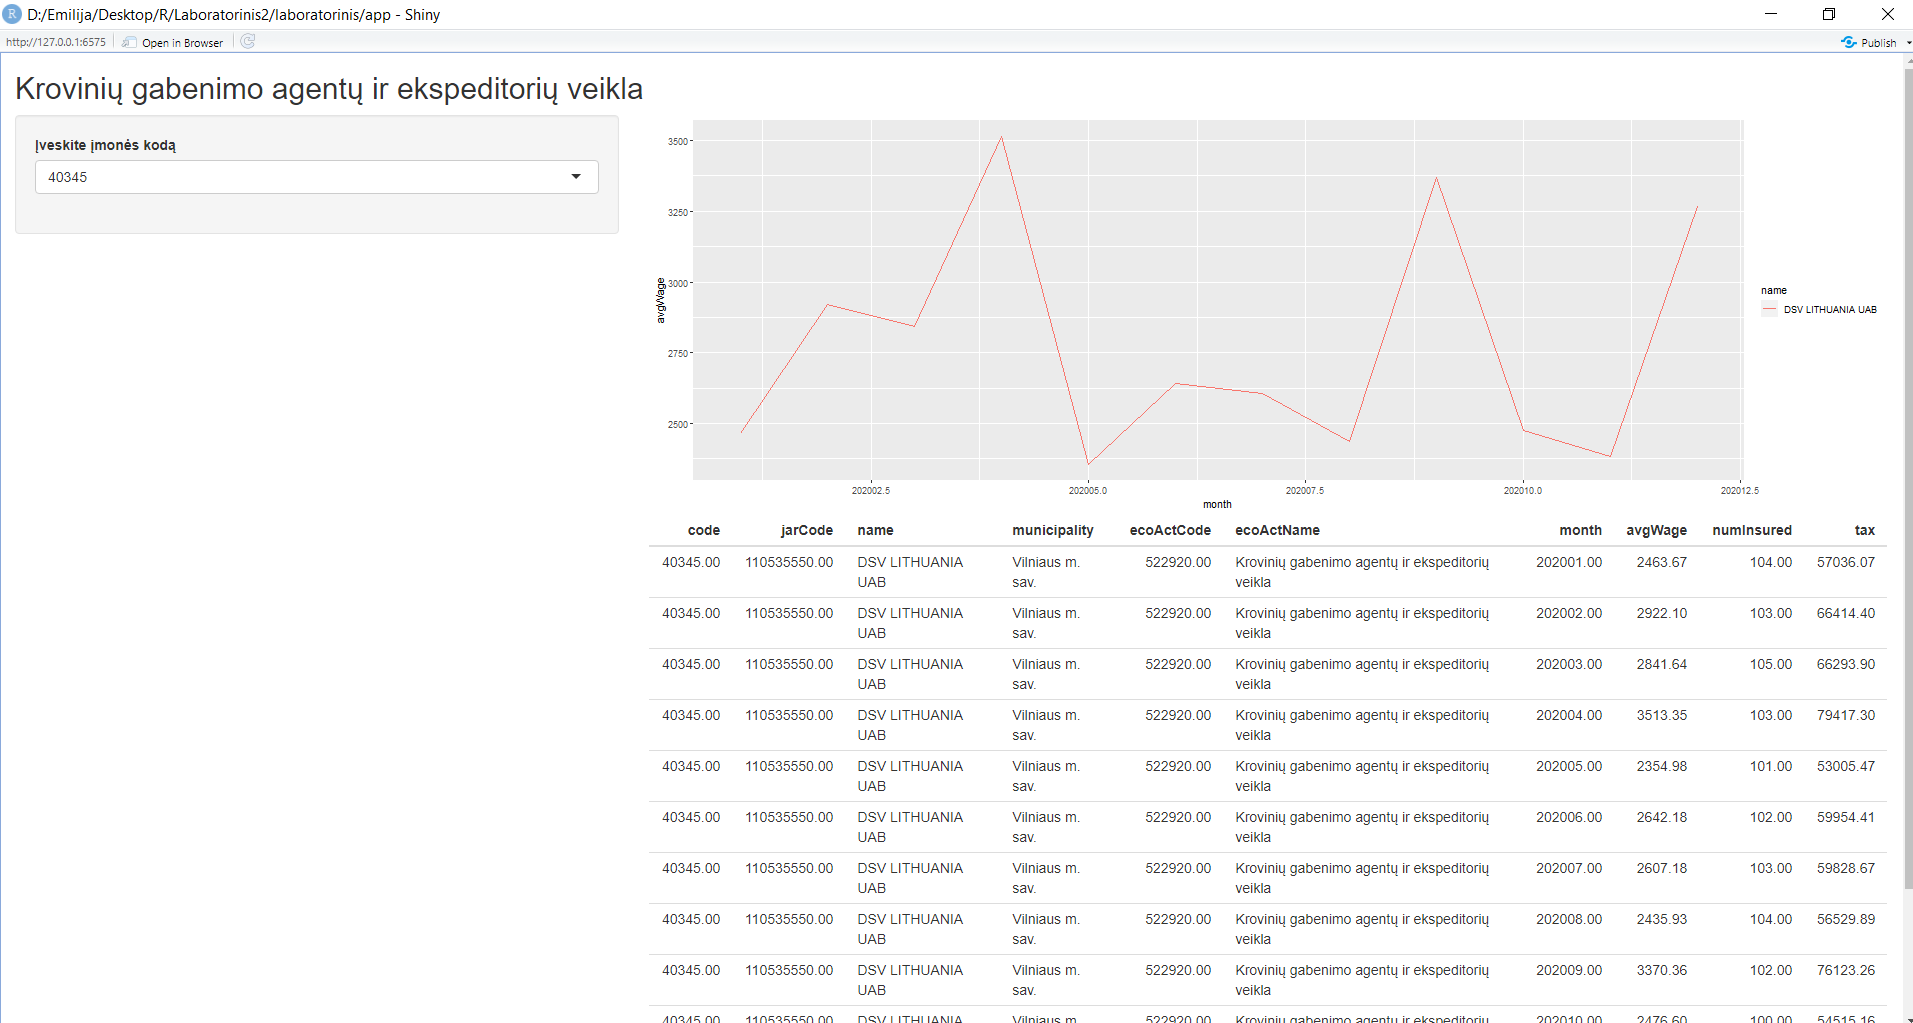 D:/Emilija/Desktop/R/Laboratorinis2/laboratorinis/app - Shiny
http://127.0.0.1:6575 Open in Browser Publish
Krovinių gabenimo agentų ir ekspeditorių veikla
Įveskite įmonės kodą
40345
3500
3250
3000
2750
2500
avgWage
202002.5 202005.0 202007.5 202010.0 202012.5
month
name
DSV LITHUANIA UAB
code jarCode name municipality ecoActCode ecoActName month avgWage numInsured tax
40345.00 110535550.00 DSV LITHUANIA Vilniaus m. 522920.00 Krovinių gabenimo agentų ir ekspeditorių 202001.00 2463.67 104.00 57036.07
UAB sav. veikla
40345.00 110535550.00 DSV LITHUANIA Vilniaus m. 522920.00 Krovinių gabenimo agentų ir ekspeditorių 202002.00 2922.10 103.00 66414.40
UAB sav. veikla
40345.00 110535550.00 DSV LITHUANIA Vilniaus m. 522920.00 Krovinių gabenimo agentų ir ekspeditorių 202003.00 2841.64 105.00 66293.90
UAB sav. veikla
40345.00 110535550.00 DSV LITHUANIA Vilniaus m. 522920.00 Krovinių gabenimo agentų ir ekspeditorių 202004.00 3513.35 103.00 79417.30
UAB sav. veikla
40345.00 110535550.00 DSV LITHUANIA Vilniaus m. 522920.00 Krovinių gabenimo agentų ir ekspeditorių 202005.00 2354.98 101.00 53005.47
UAB sav. veikla
40345.00 110535550.00 DSV LITHUANIA Vilniaus m. 522920.00 Krovinių gabenimo agentų ir ekspeditorių 202006.00 2642.18 102.00 59954.41
UAB sav. veikla
40345.00 110535550.00 DSV LITHUANIA Vilniaus m. 522920.00 Krovinių gabenimo agentų ir ekspeditorių 202007.00 2607.18 103.00 59828.67
UAB sav. veikla
40345.00 110535550.00 DSV LITHUANIA Vilniaus m. 522920.00 Krovinių gabenimo agentų ir ekspeditorių 202008.00 2435.93 104.00 56529.89
UAB sav. veikla
40345.00 110535550.00 DSV LITHUANIA Vilniaus m. 522920.00 Krovinių gabenimo agentų ir ekspeditorių 202009.00 3370.36 102.00 76123.26
UAB sav. veikla
40345.00 110535550.00 DSV LITHUANIA Vilniaus m. 522920.00 Krovinių gabenimo agentų ir ekspeditorių 202010.00 2476.60 100.00 54515.16